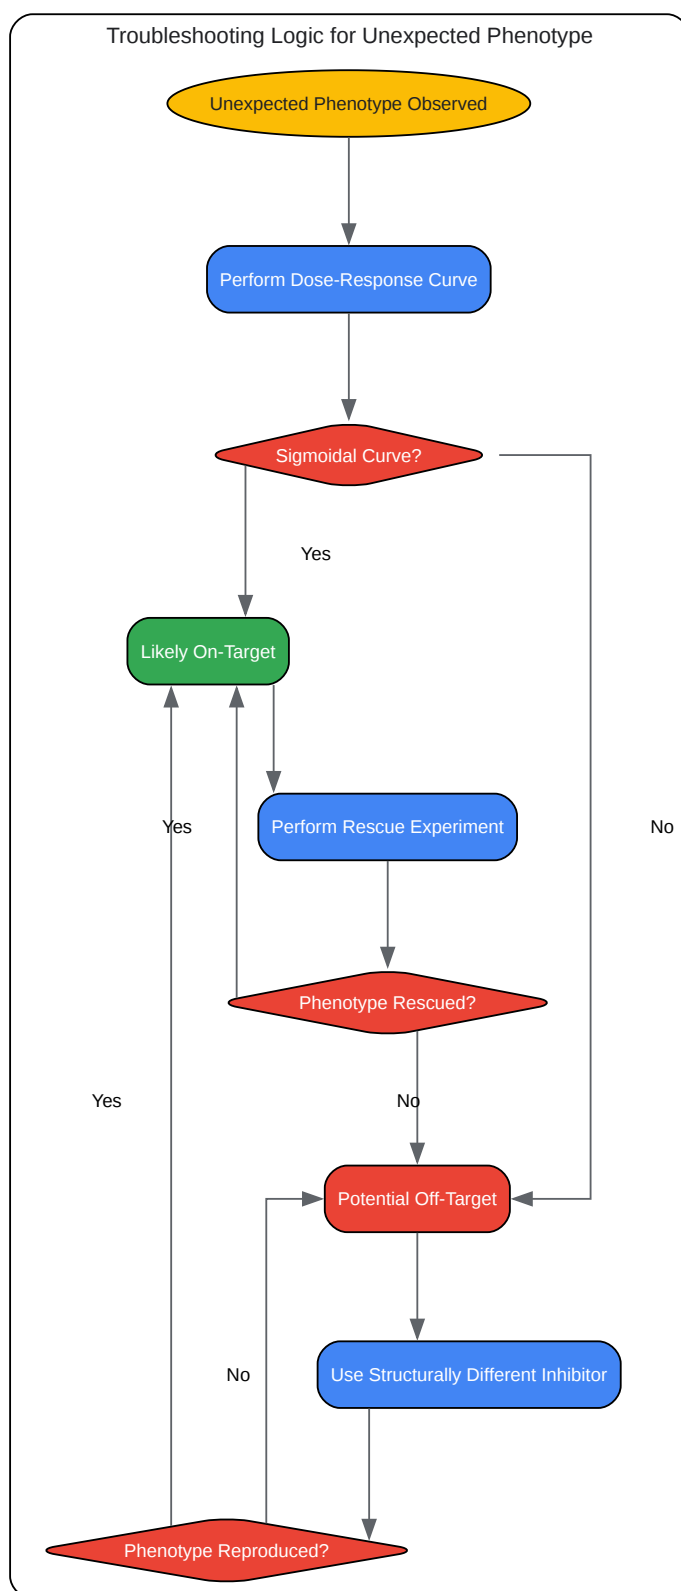 Troubleshooting Logic for Unexpected Phenotype
Unexpected Phenotype Observed
Perform Dose-Response Curve
Sigmoidal Curve?
Yes
Likely On-Target
Yes
Perform Rescue Experiment
No
Phenotype Rescued?
Yes
No
Potential Off-Target
No
Use Structurally Different Inhibitor
Phenotype Reproduced?